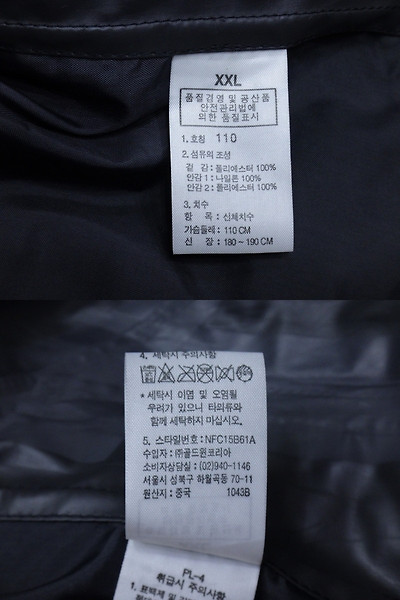 XXL
품질경영 및 공산품
안전관리법에
의한 품질표시
1. 호칭 110
2. 섬유의 조성
겉 감 : 폴리에스터 100%
안감 1 : 나일론 100%
안감 2 : 폴리에스터 100%
3. 치수
항 목 : 신체치수
가슴둘레 : 110 CM
신 장 : 180 ~ 190 CM
4. 세탁시 주의사항
* 세탁시 이염 및 오염될
우려가 있으니 타의류와
함께 세탁하지 마십시오.
5. 스타일번호 : NFC15B61A
수입자 : ㈜골드윈코리아
소비자상담실 : (02)940-1146
서울시 성북구 하월곡동 70-11
원산지 : 중국 1043B
PL-4
취급시 주의사항
1. 표백제 및